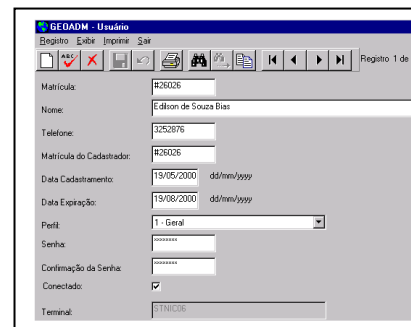 GEOADM - Usuário
Registro Exibir Imprimir Sair
ABC Registro 1 de
Matrícula: #26026
Nome: Edilson de Souza Bias
Telefone: 3252876
Matrícula do Cadastrador: #26026
Data Cadastramento: 19/05/2000 dd/mm/yyyy
Data Expiração: 19/08/2000 dd/mm/yyyy
Perfil: 1 - Geral
Senha: ********
Confirmação da Senha: ********
Conectado:
Terminal: STNIC06